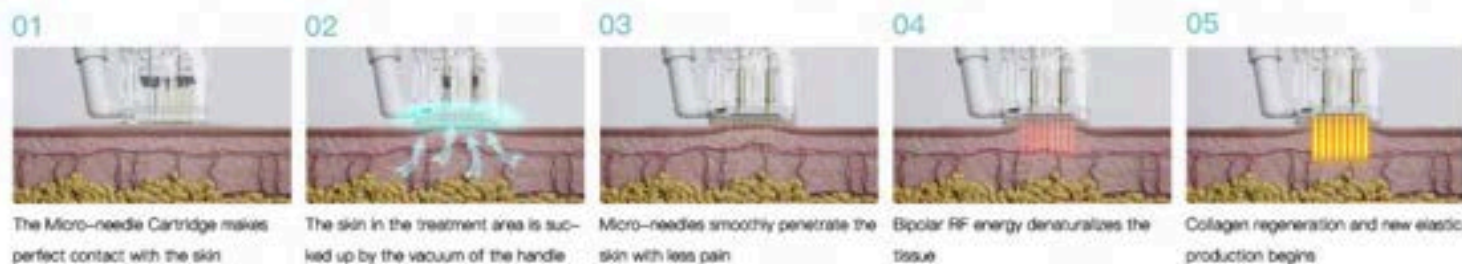 01
The Micro-needle Cartridge makes
perfect contact with the skin
02
The skin in the treatment area is suc-
ked up by the vacuum of the handle
03
Micro-needles smoothly penetrate the
skin with less pain
04
Bipolar RF energy denaturalizes the
tissue
05
Collagen regeneration and new elastic
production begins